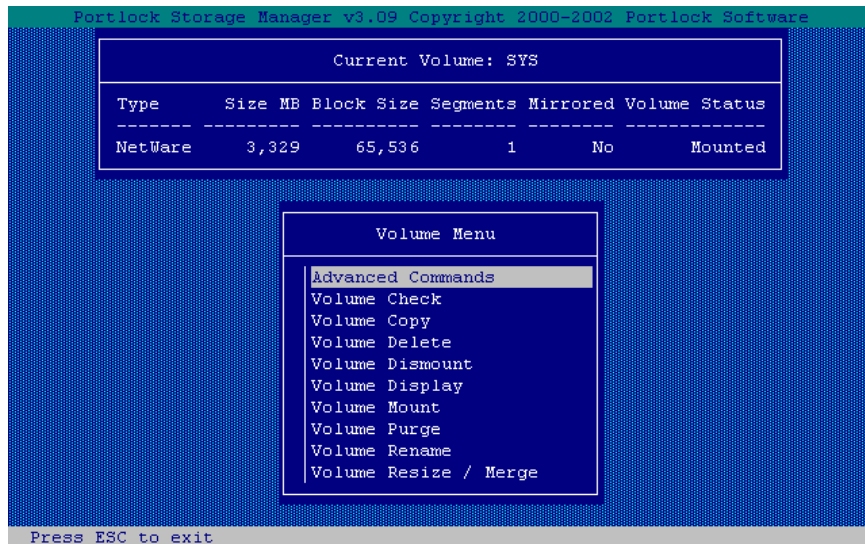 Portlock Storage Manager v3.09 Copyright 2000-2002 Portlock Software
Current Volume: SYS
Type Size MB Block Size Segments Mirrored Volume Status
------- --------- ---------- -------- -------- -------------
NetWare 3,329 65,536 1 No Mounted
Volume Menu
Advanced Commands
Volume Check
Volume Copy
Volume Delete
Volume Dismount
Volume Display
Volume Mount
Volume Purge
Volume Rename
Volume Resize / Merge
Press ESC to exit